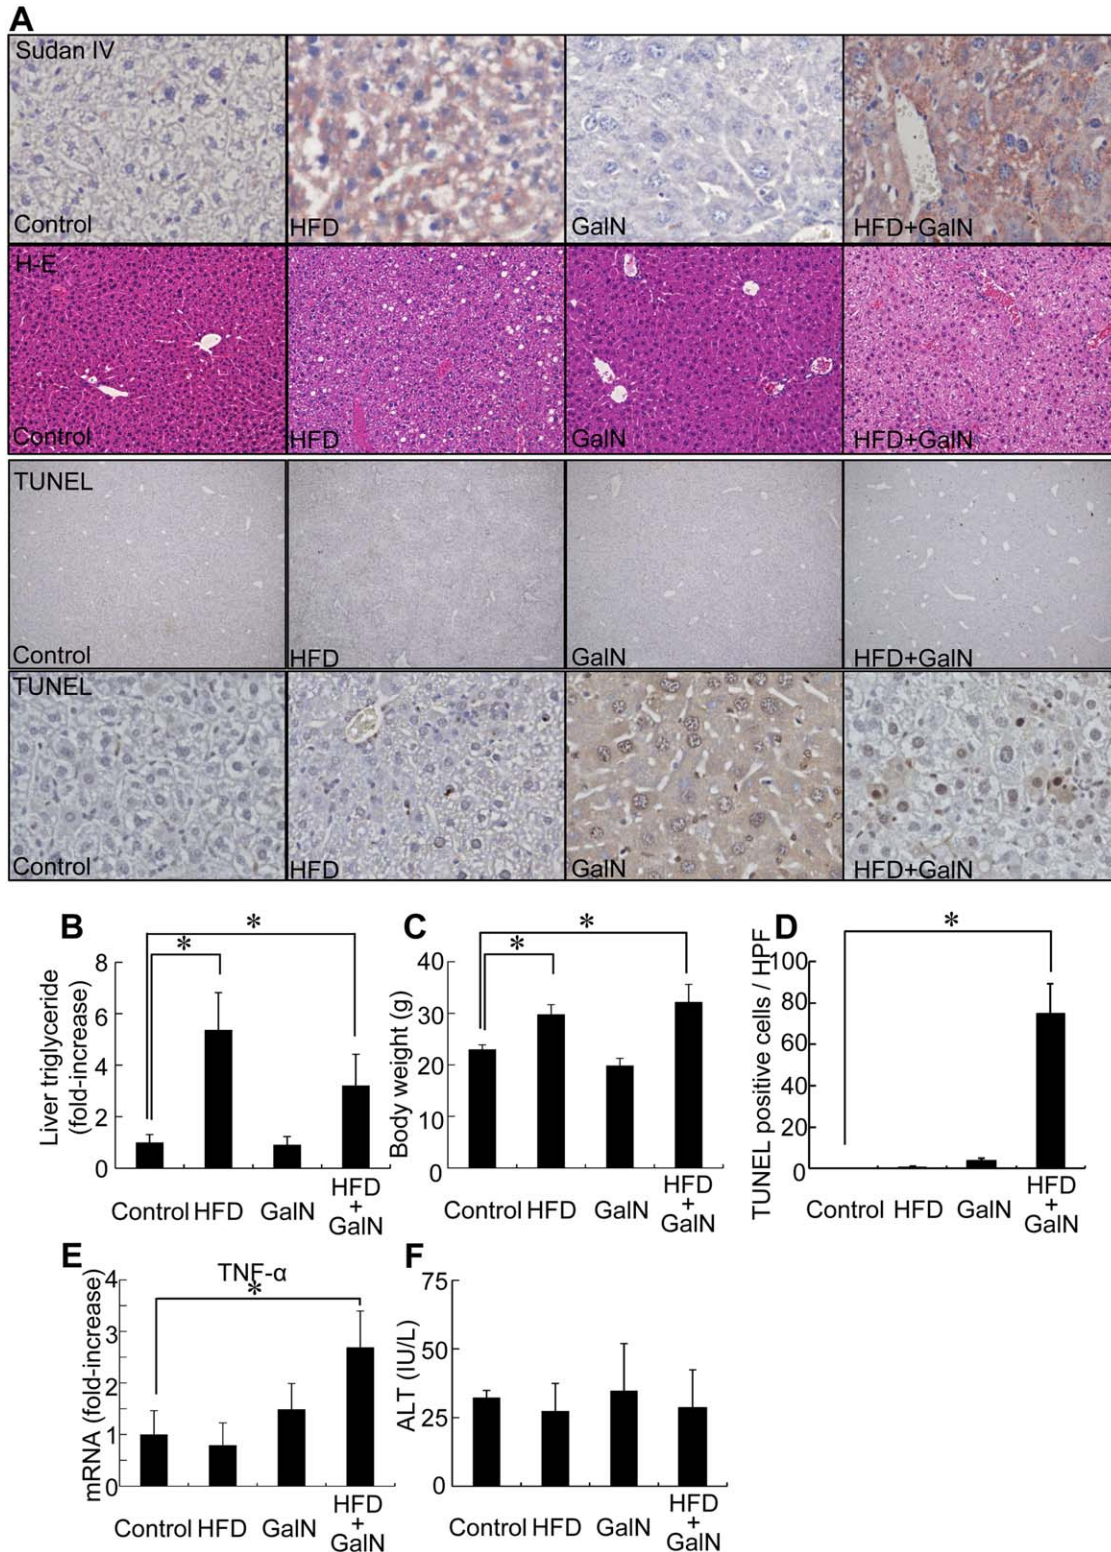 A
Sudan IV
Control
HFD
GalN
HFD+GalN
H-E
Control
HFD
GalN
HFD+GalN
TUNEL
Control
HFD
GalN
HFD+GalN
TUNEL
Control
HFD
GalN
HFD+GalN
B
*
*
8
6
4
2
0
Liver triglyceride
(fold-increase)
Control
HFD
GalN
HFD
+
GalN
C
*
*
40
30
20
10
0
Body weight (g)
Control
HFD
GalN
HFD
+
GalN
D
*
100
80
60
40
20
0
TUNEL positive cells / HPF
Control
HFD
GalN
HFD
+
GalN
E
TNF-α
*
4
3
2
1
0
mRNA (fold-increase)
Control
HFD
GalN
HFD
+
GalN
F
75
50
25
0
ALT (IU/L)
Control
HFD
GalN
HFD
+
GalN